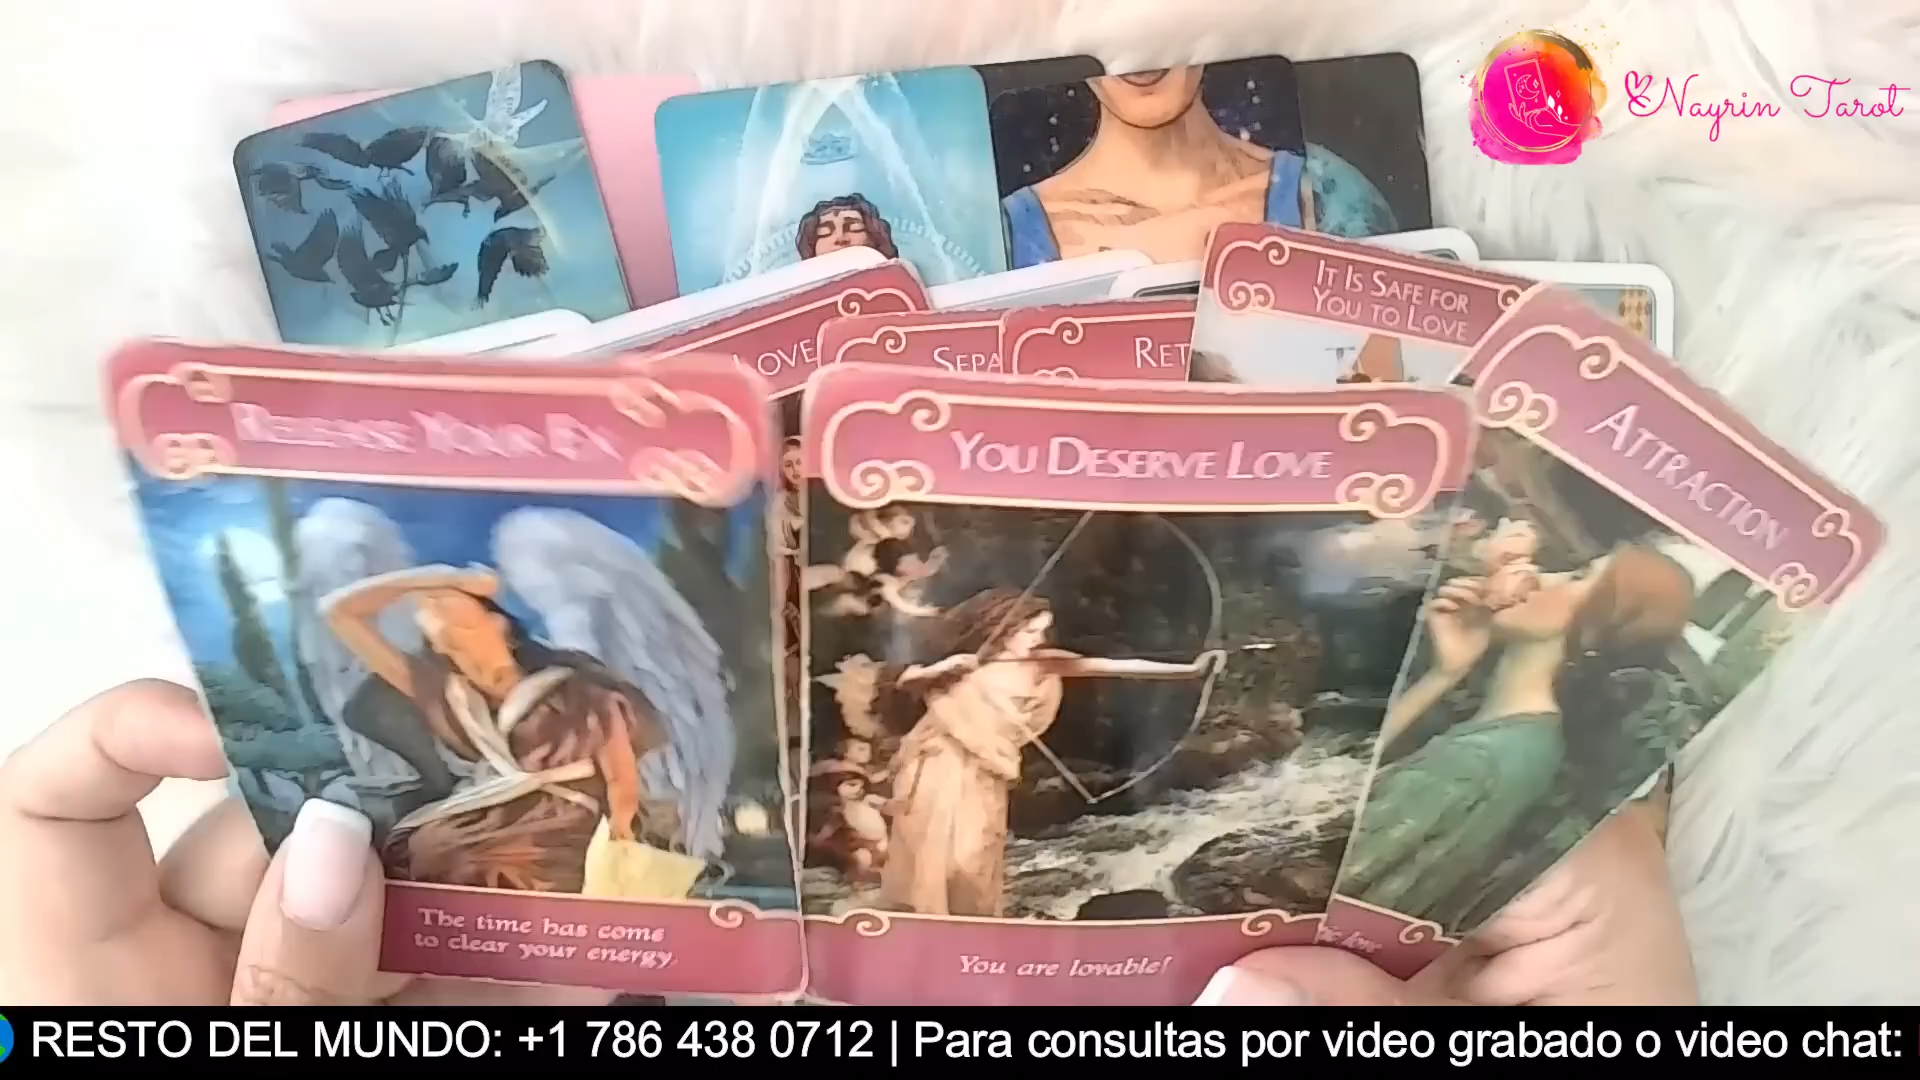 Nayrin Tarot
It Is Safe for
You to Love
Love
Sepa
Ret
Release Your Ex
You Deserve Love
Attraction
The time has come
to clear your energy.
You are lovable!
RESTO DEL MUNDO: +1 786 438 0712 | Para consultas por video grabado o video chat: